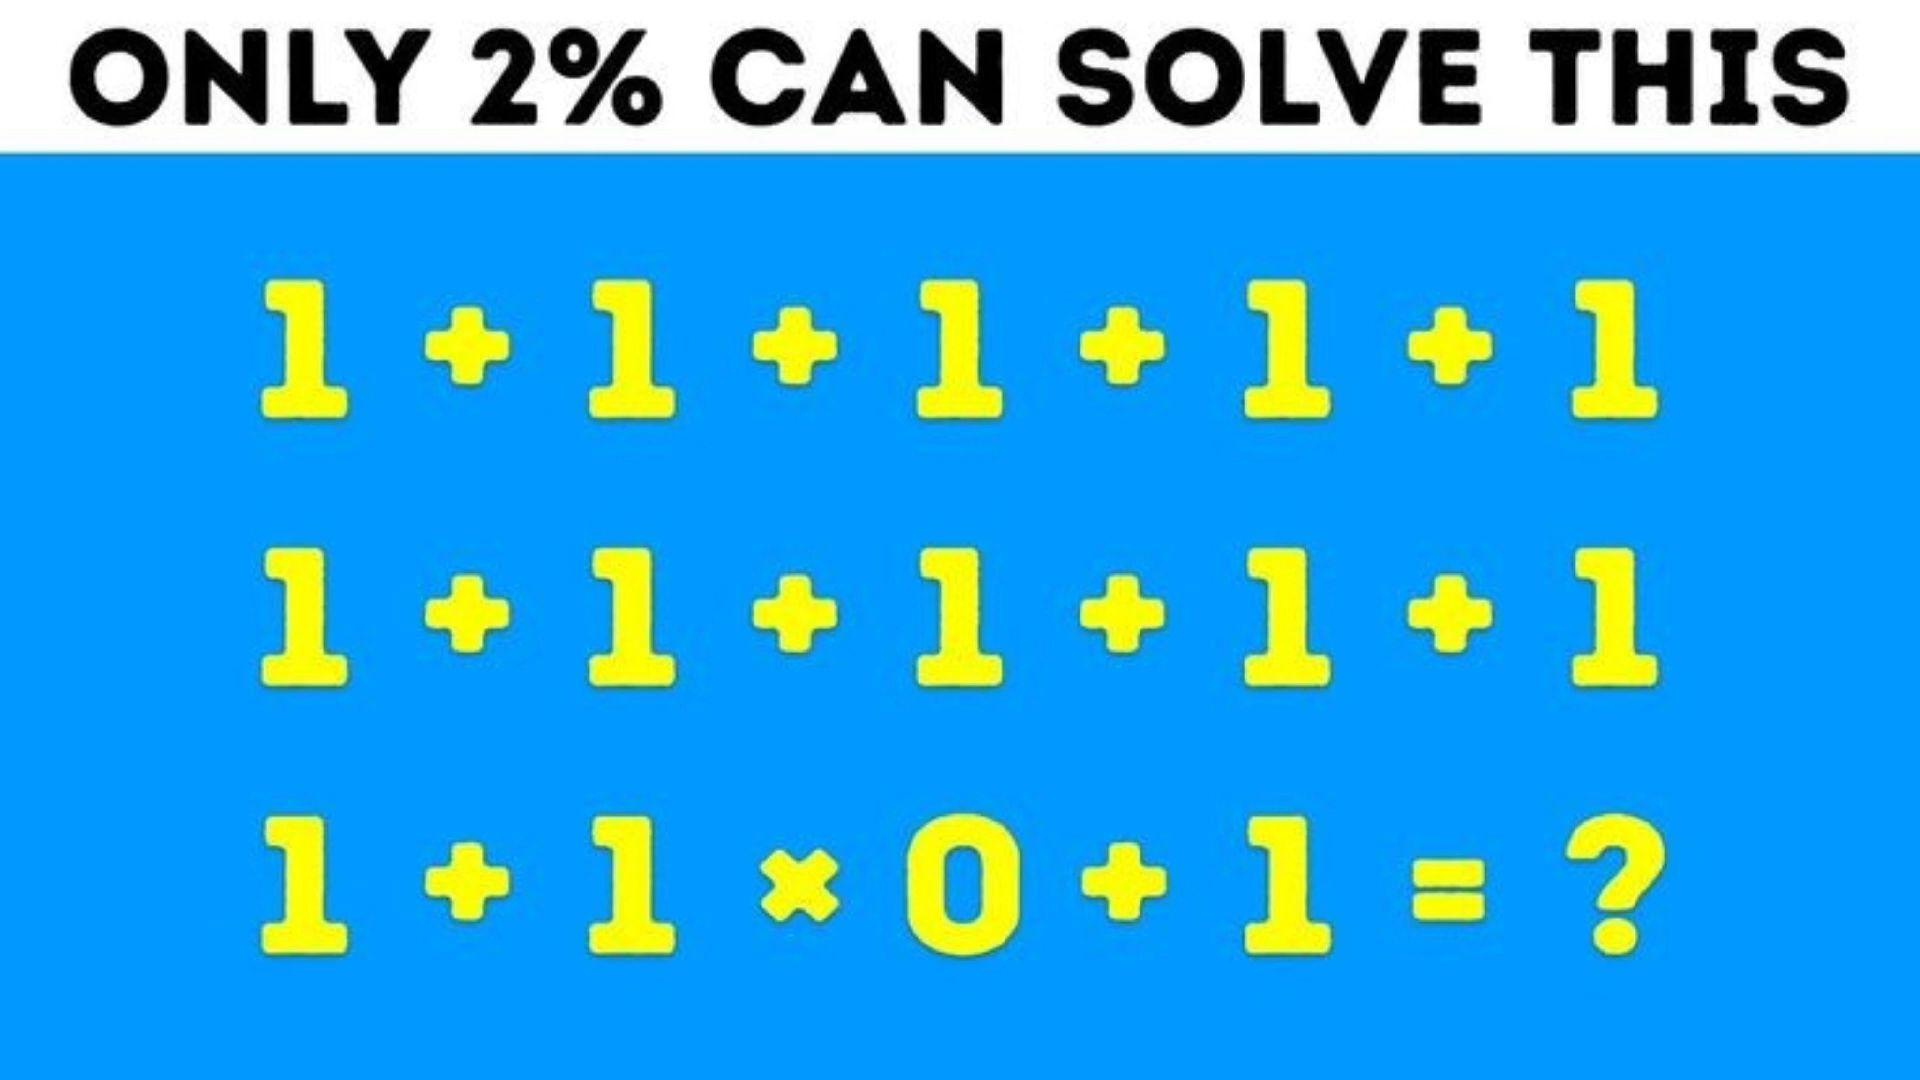 ONLY 2% CAN SOLVE THIS
1 + 1 + 1 + 1 + 1
1 + 1 + 1 + 1 + 1
1 + 1 × 0 + 1 = ?